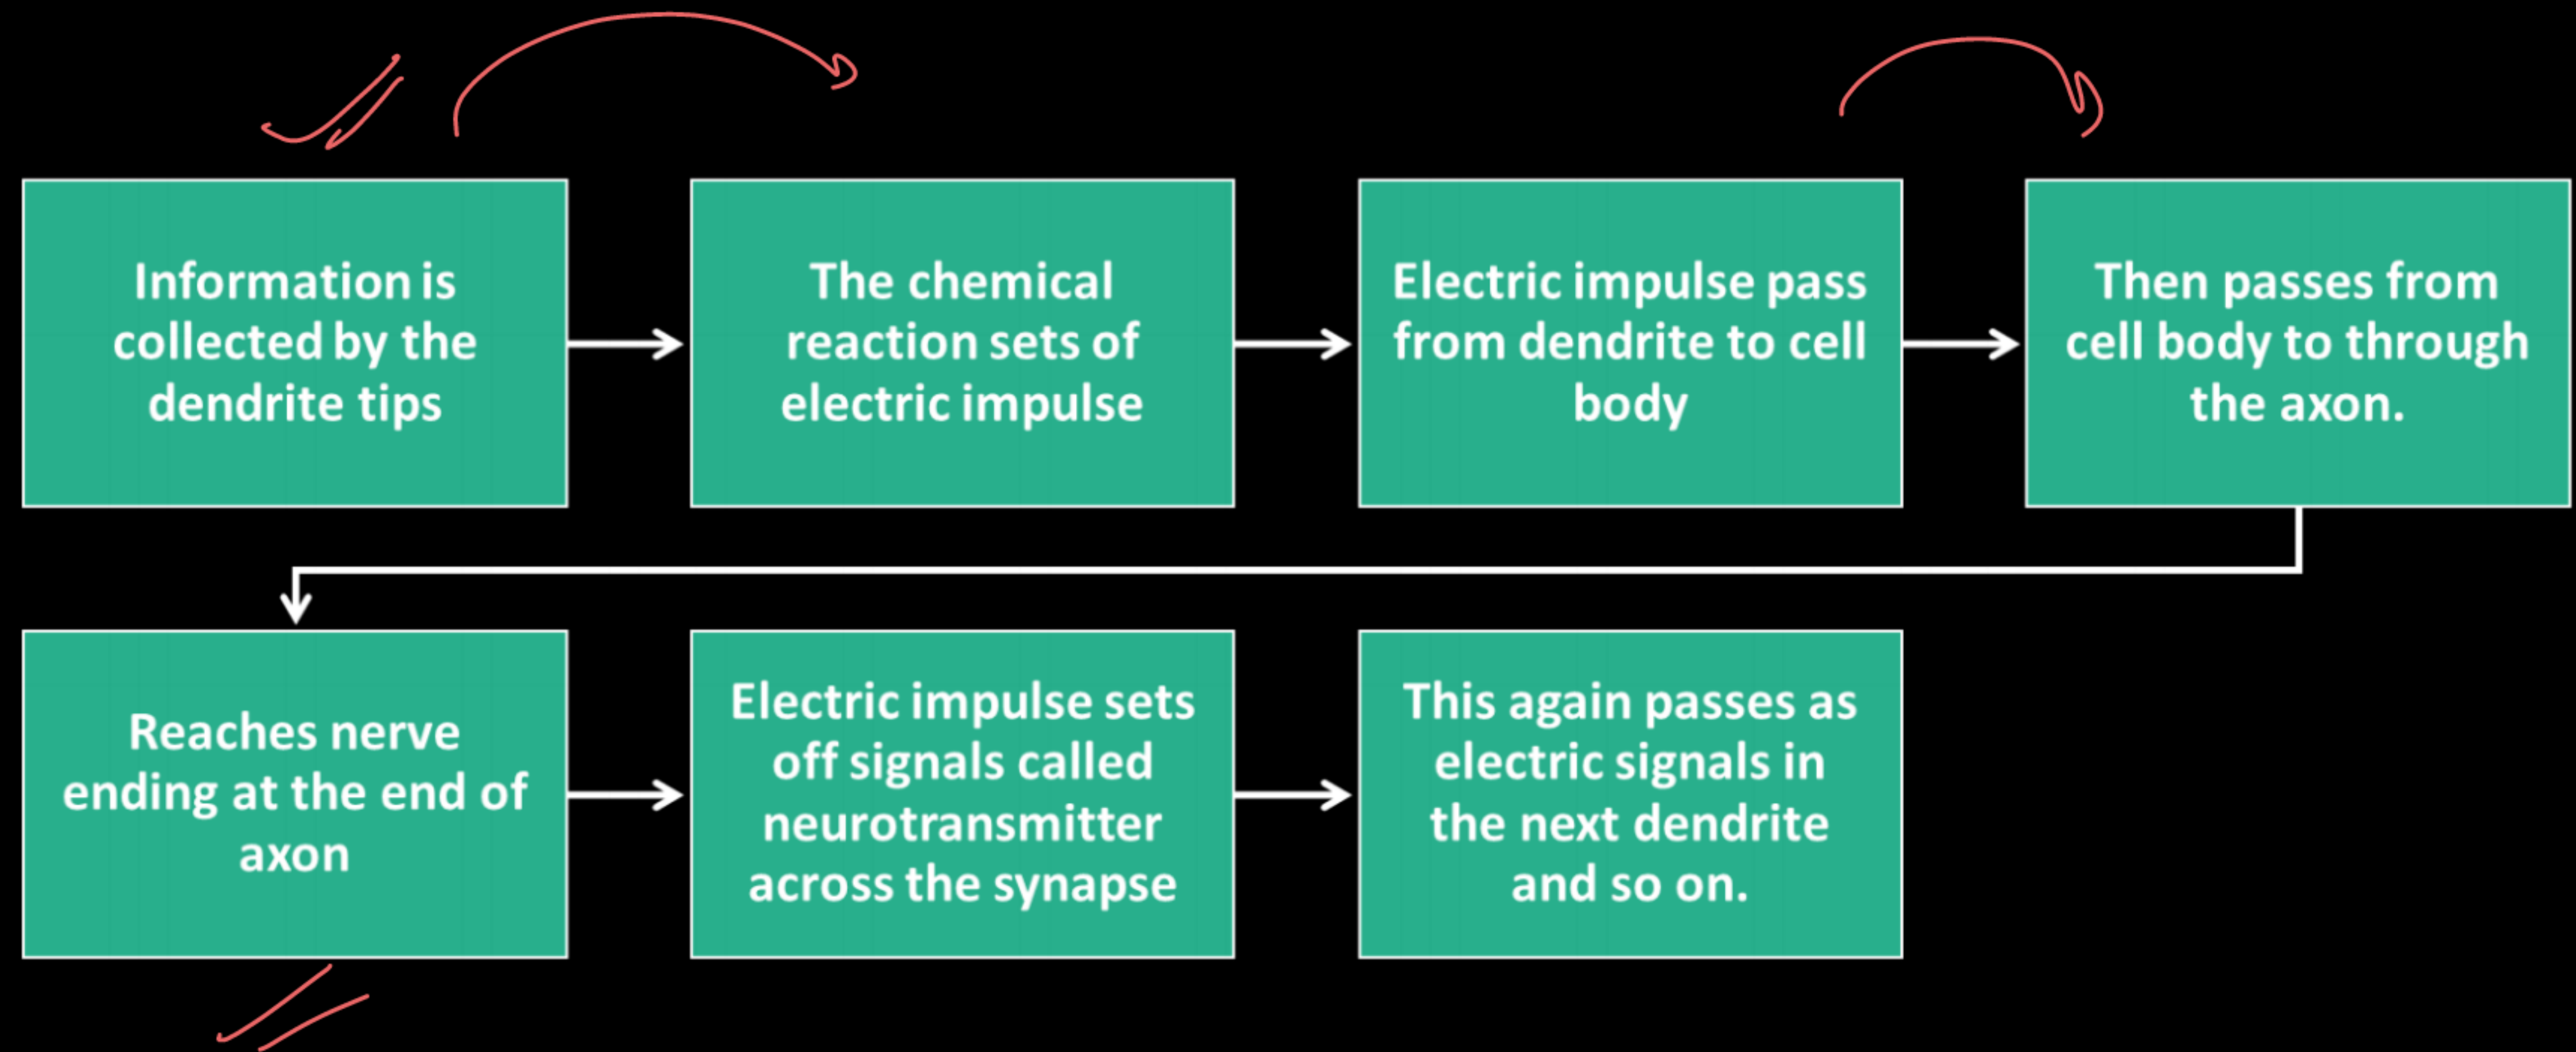 Information is
collected by the
dendrite tips
The chemical
reaction sets of
electric impulse
Electric impulse pass
from dendrite to cell
body
Then passes from
cell body to through
the axon.
Reaches nerve
ending at the end of
axon
Electric impulse sets
off signals called
neurotransmitter
across the synapse
This again passes as
electric signals in
the next dendrite
and so on.